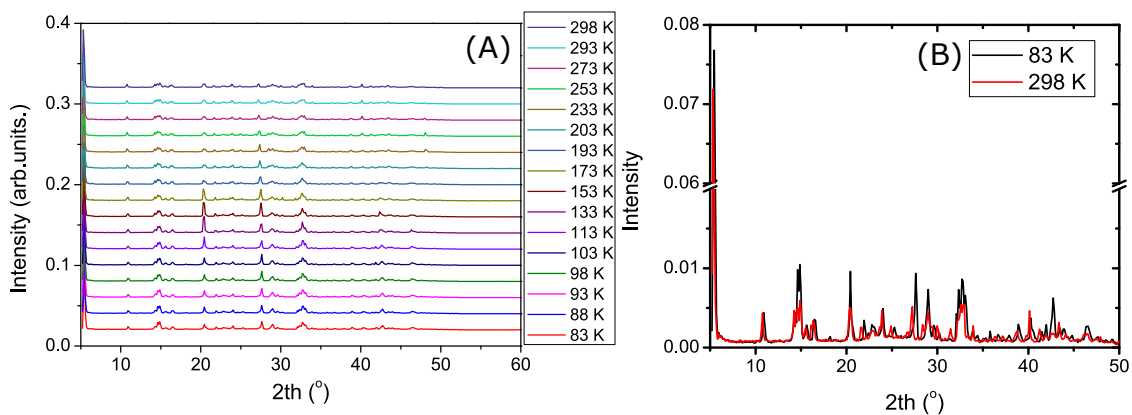 (A)
Intensity (arb.units.)
0.4
0.3
0.2
0.1
0.0
0 10 20 30 40 50 60
2th (°)
298 K
293 K
273 K
253 K
233 K
203 K
193 K
173 K
153 K
133 K
113 K
103 K
98 K
93 K
88 K
83 K
(B)
Intensity
0.08
0.07
0.06
0.01
0.00
10 20 30 40 50
2th (°)
83 K
298 K